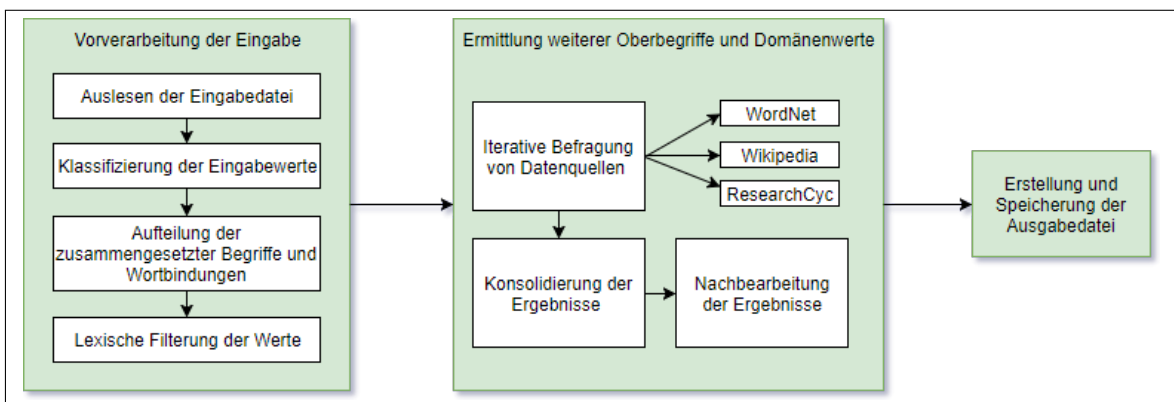 Vorverarbeitung der Eingabe
Auslesen der Eingabedatei
Klassifizierung der Eingabewerte
Aufteilung der
zusammengesetzter Begriffe und
Wortbindungen
Lexische Filterung der Werte
Ermittlung weiterer Oberbegriffe und Domänenwerte
Iterative Befragung
von Datenquellen
WordNet
Wikipedia
ResearchCyc
Konsolidierung der
Ergebnisse
Nachbearbeitung
der Ergebnisse
Erstellung und
Speicherung der
Ausgabedatei